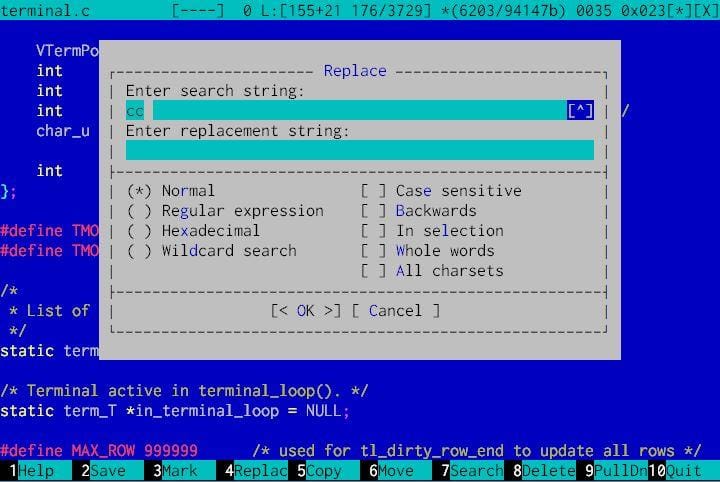 terminal.c [----] 0 L:[155+21 176/3729] *(6203/94147b) 0035 0x023[*][X]
VTermPo
int
int
int /
char_u
int
};
#define TMO
#define TMO
/*
* List of
*/
static term
Replace
Enter search string:
cc [^]
Enter replacement string:
(*) Normal [ ] Case sensitive
( ) Regular expression [ ] Backwards
( ) Hexadecimal [ ] In selection
( ) Wildcard search [ ] Whole words
[ ] All charsets
[< OK >] [ Cancel ]
/* Terminal active in terminal_loop(). */
static term_T *in_terminal_loop = NULL;
#define MAX_ROW 999999 /* used for tl_dirty_row_end to update all rows */
1Help 2Save 3Mark 4Replac 5Copy 6Move 7Search 8Delete 9PullDn 10Quit